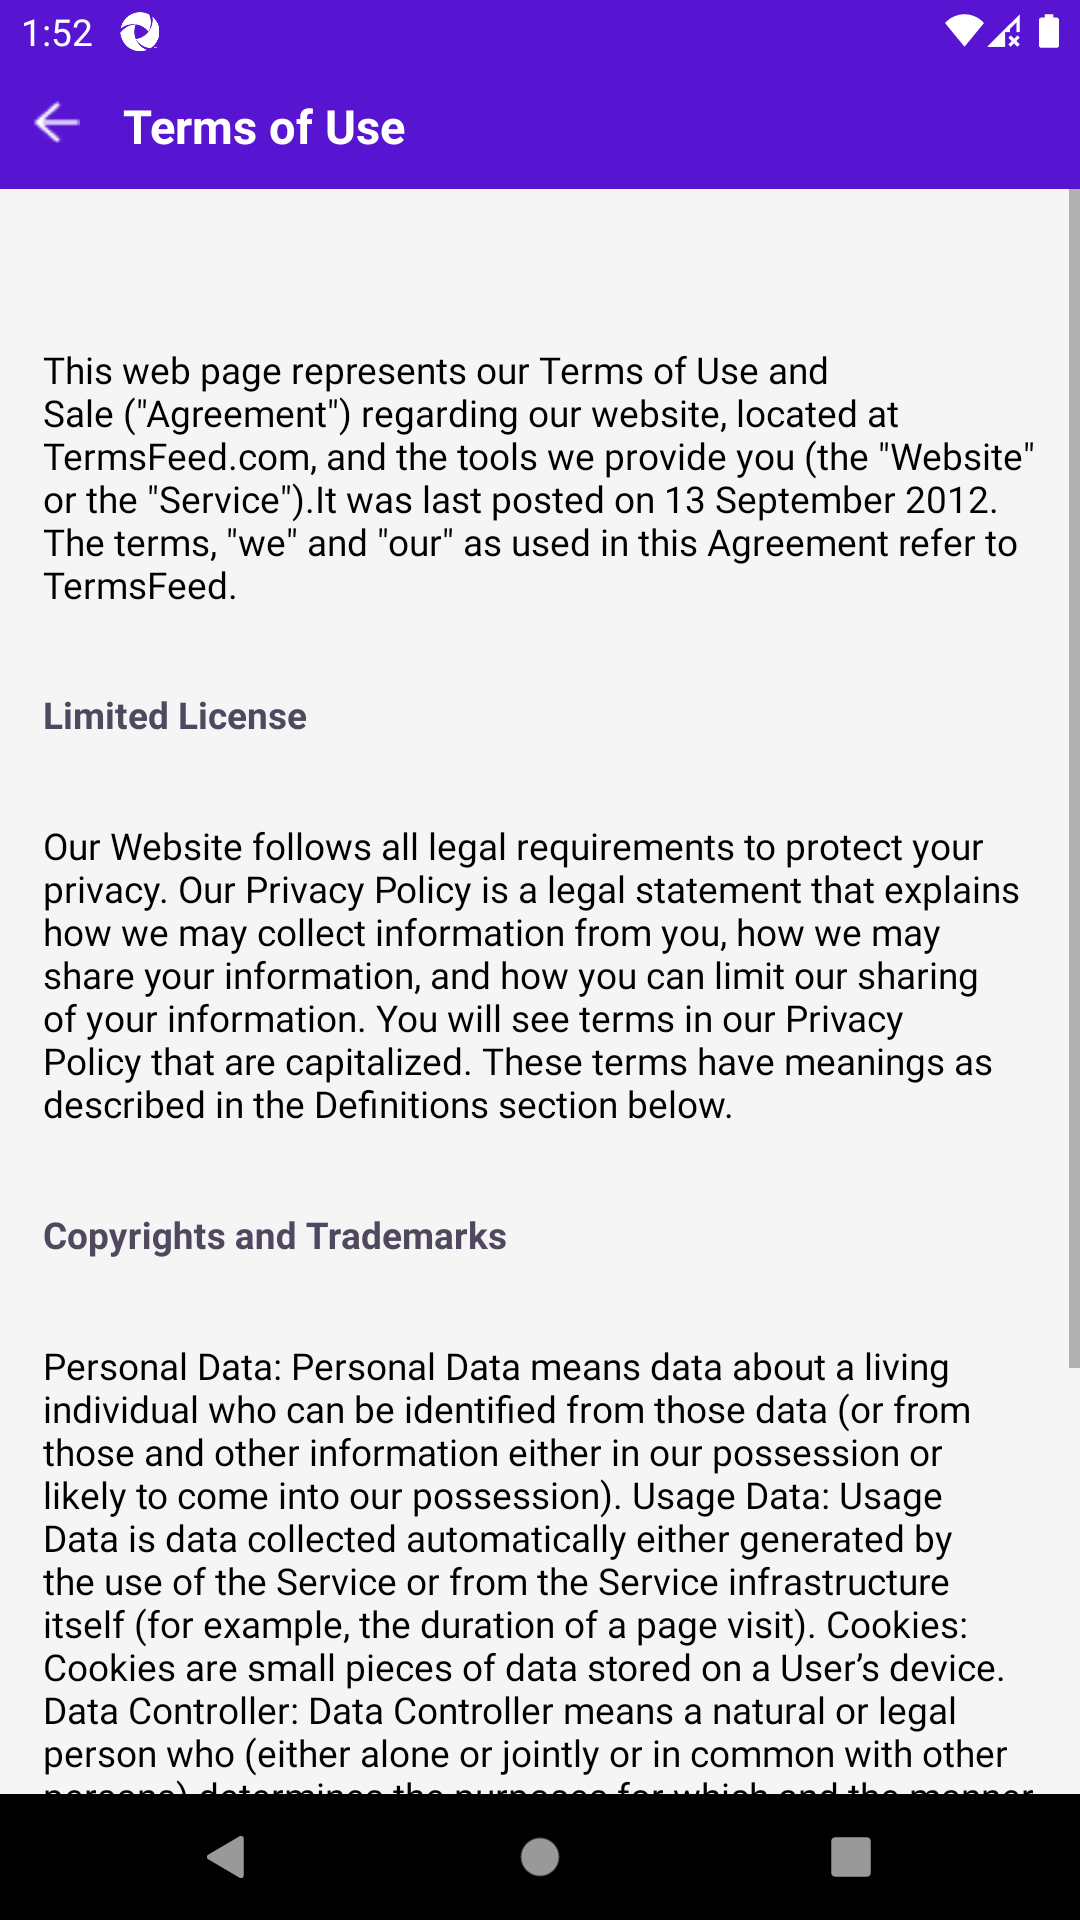 1:52
Terms of Use
This web page represents our Terms of Use and
Sale ("Agreement") regarding our website, located at
TermsFeed.com, and the tools we provide you (the "Website"
or the "Service").It was last posted on 13 September 2012.
The terms, "we" and "our" as used in this Agreement refer to
TermsFeed.
Limited License
Our Website follows all legal requirements to protect your
privacy. Our Privacy Policy is a legal statement that explains
how we may collect information from you, how we may
share your information, and how you can limit our sharing
of your information. You will see terms in our Privacy
Policy that are capitalized. These terms have meanings as
described in the Definitions section below.
Copyrights and Trademarks
Personal Data: Personal Data means data about a living
individual who can be identified from those data (or from
those and other information either in our possession or
likely to come into our possession). Usage Data: Usage
Data is data collected automatically either generated by
the use of the Service or from the Service infrastructure
itself (for example, the duration of a page visit). Cookies:
Cookies are small pieces of data stored on a User’s device.
Data Controller: Data Controller means a natural or legal
person who (either alone or jointly or in common with other
persons) determines the purposes for which and the manner